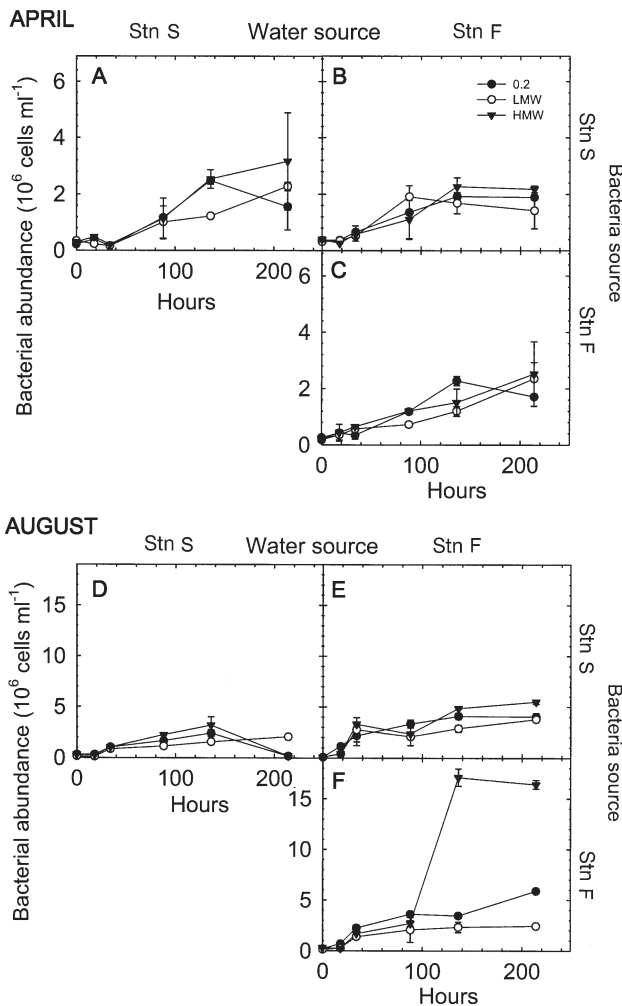 APRIL
Stn S Water source Stn F
A
B
0.2
LMW
HMW
Bacterial abundance (10⁶ cells ml⁻¹)
6
4
2
0
0 100 200
Hours
Stn S
C
6
4
2
0
0 100 200
Hours
Stn F
Bacteria source
AUGUST
Stn S Water source Stn F
D
E
Bacterial abundance (10⁶ cells ml⁻¹)
15
10
5
0
0 100 200
Hours
Stn S
F
15
10
5
0
0 100 200
Hours
Stn F
Bacteria source